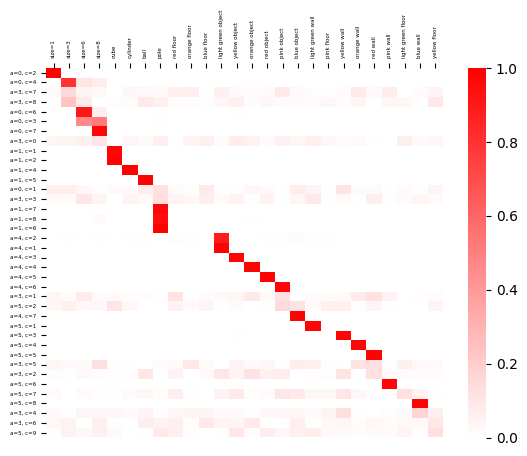 size=1
size=3
size=6
size=8
cube
cylinder
ball
pole
red floor
orange floor
blue floor
light green object
yellow object
orange object
red object
pink object
blue object
light green wall
pink floor
yellow wall
orange wall
red wall
pink wall
light green floor
blue wall
yellow floor
a=0, c=2
a=0, c=4
a=3, c=7
a=3, c=8
a=0, c=6
a=0, c=3
a=0, c=7
a=3, c=0
a=1, c=1
a=1, c=2
a=1, c=4
a=1, c=5
a=0, c=1
a=3, c=3
a=1, c=7
a=1, c=8
a=1, c=6
a=4, c=2
a=4, c=1
a=4, c=3
a=4, c=4
a=4, c=5
a=4, c=6
a=3, c=1
a=5, c=2
a=4, c=7
a=5, c=1
a=5, c=3
a=5, c=4
a=5, c=5
a=3, c=5
a=3, c=2
a=5, c=6
a=5, c=7
a=5, c=8
a=3, c=4
a=3, c=6
a=5, c=9
1.0
0.8
0.6
0.4
0.2
0.0